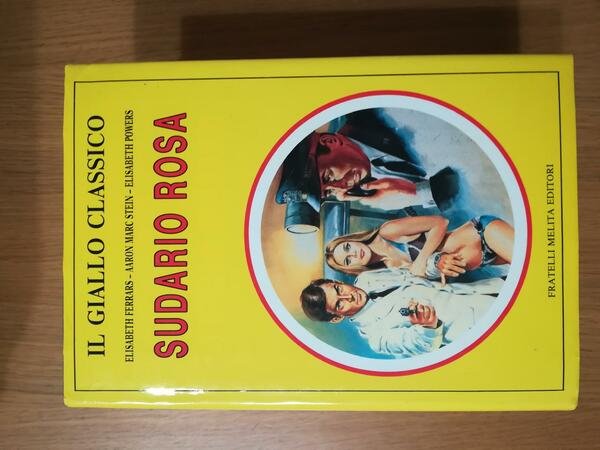 IL GIALLO CLASSICO
ELISABETH FERRARS - AARON MARC STEIN - ELISABETH POWERS
SUDARIO ROSA
FRATELLI MELITA EDITORI